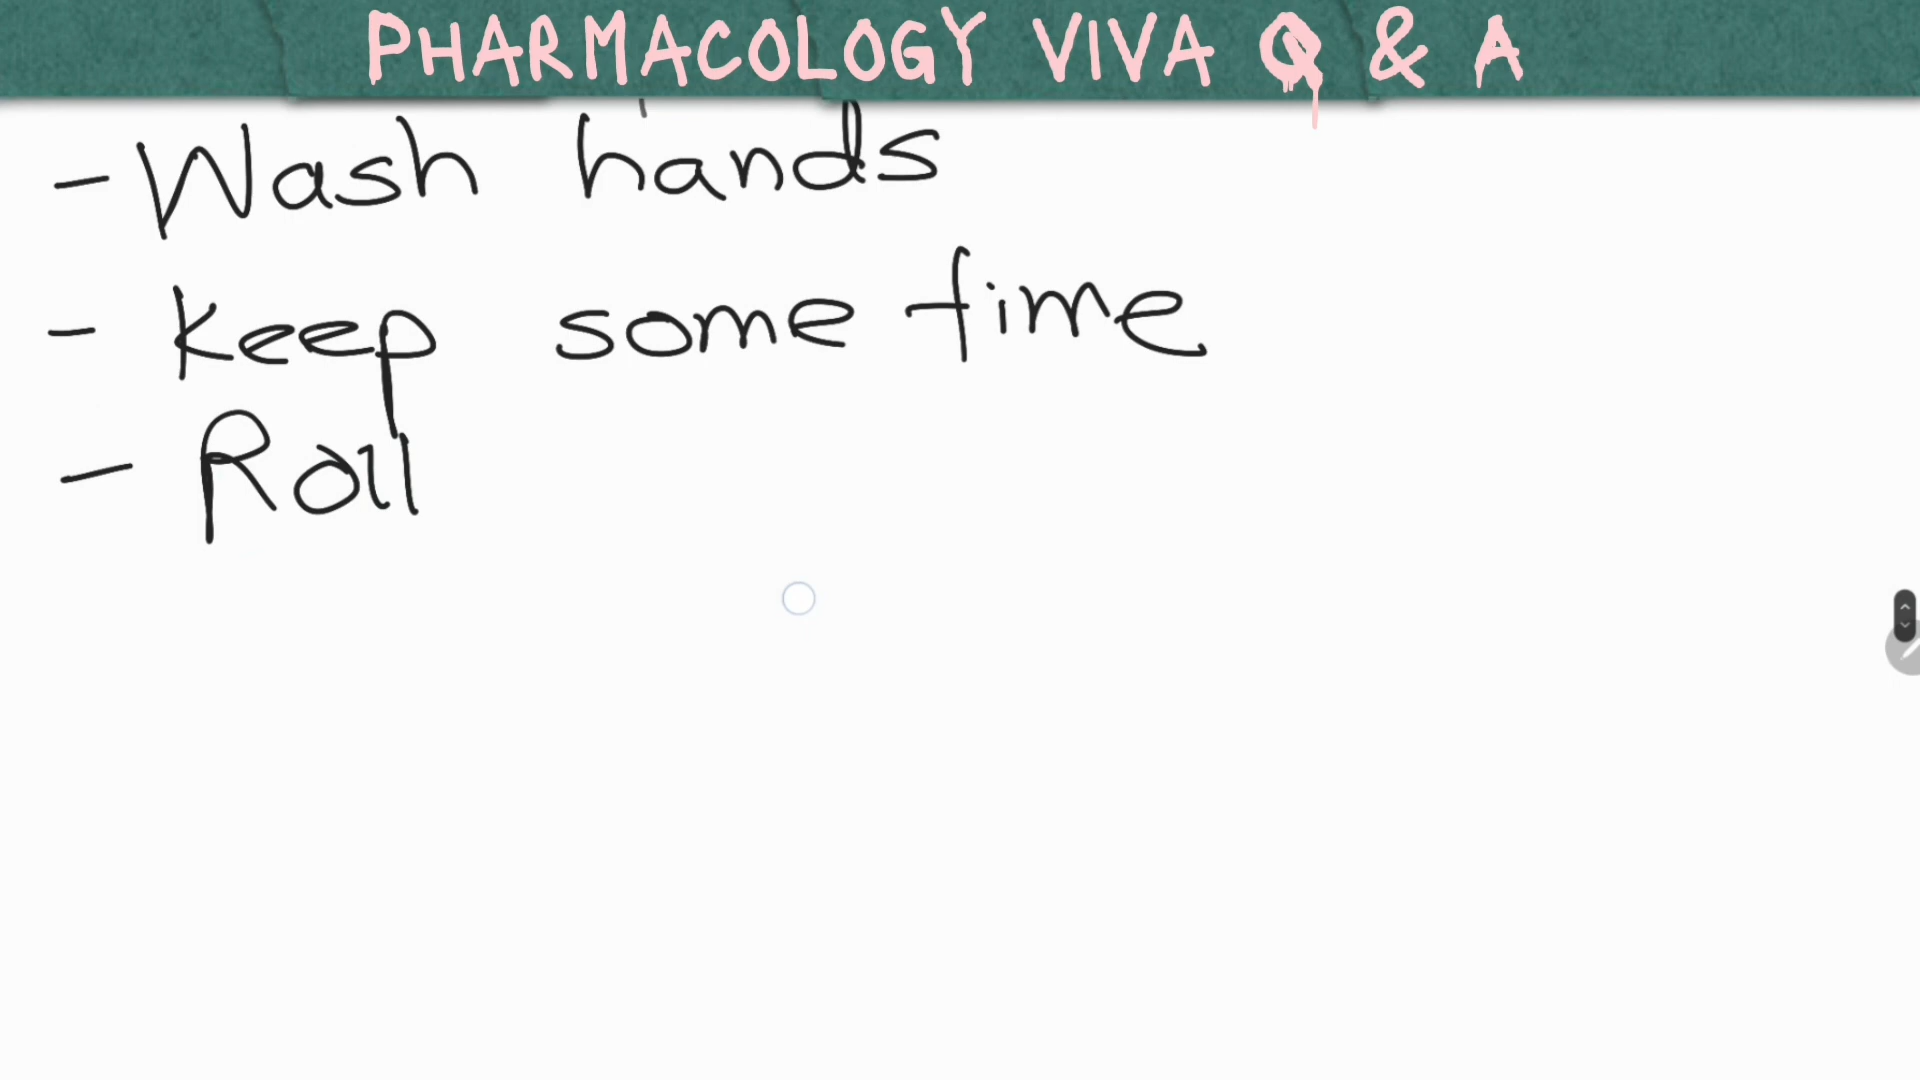 PHARMACOLOGY VIVA Q & A
- Wash hands
- Keep some time
- Roll